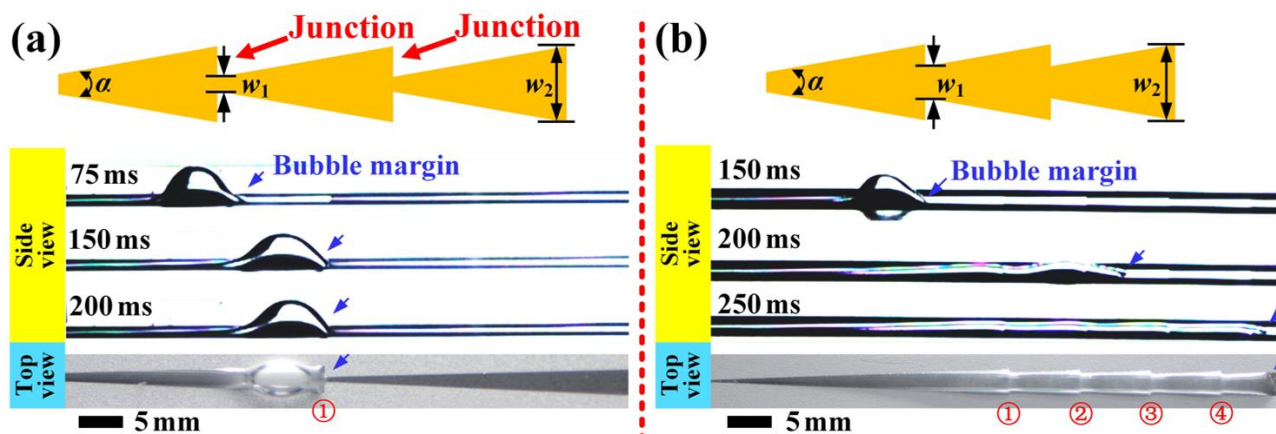 (a)
Junction
Junction
α
w1
w2
Side view
75 ms
Bubble margin
150 ms
200 ms
Top view
①
5 mm
(b)
α
w1
w2
Side view
150 ms
Bubble margin
200 ms
250 ms
Top view
① ② ③ ④
5 mm